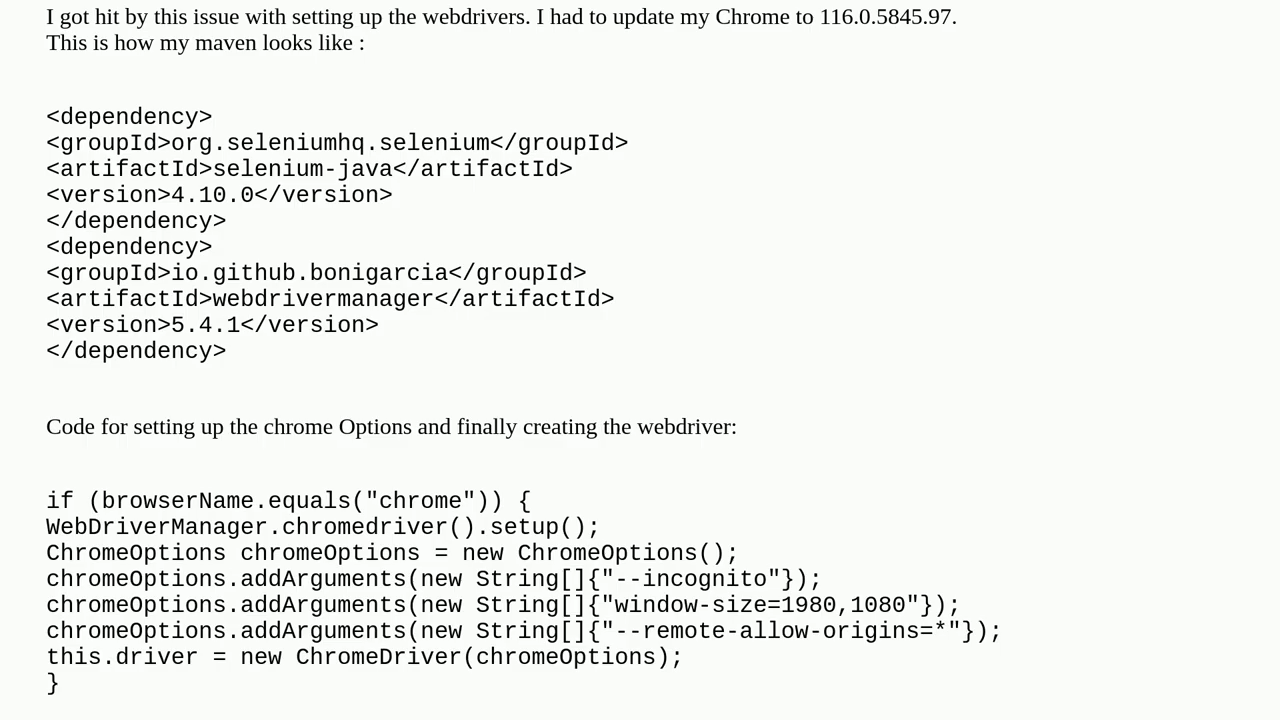 I got hit by this issue with setting up the webdrivers. I had to update my Chrome to 116.0.5845.97.
This is how my maven looks like :
<dependency>
<groupId>org.seleniumhq.selenium</groupId>
<artifactId>selenium-java</artifactId>
<version>4.10.0</version>
</dependency>
<dependency>
<groupId>io.github.bonigarcia</groupId>
<artifactId>webdrivermanager</artifactId>
<version>5.4.1</version>
</dependency>
Code for setting up the chrome Options and finally creating the webdriver:
if (browserName.equals("chrome")) {
WebDriverManager.chromedriver().setup();
ChromeOptions chromeOptions = new ChromeOptions();
chromeOptions.addArguments(new String[]{"--incognito"});
chromeOptions.addArguments(new String[]{"window-size=1980,1080"});
chromeOptions.addArguments(new String[]{"--remote-allow-origins=*"});
this.driver = new ChromeDriver(chromeOptions);
}